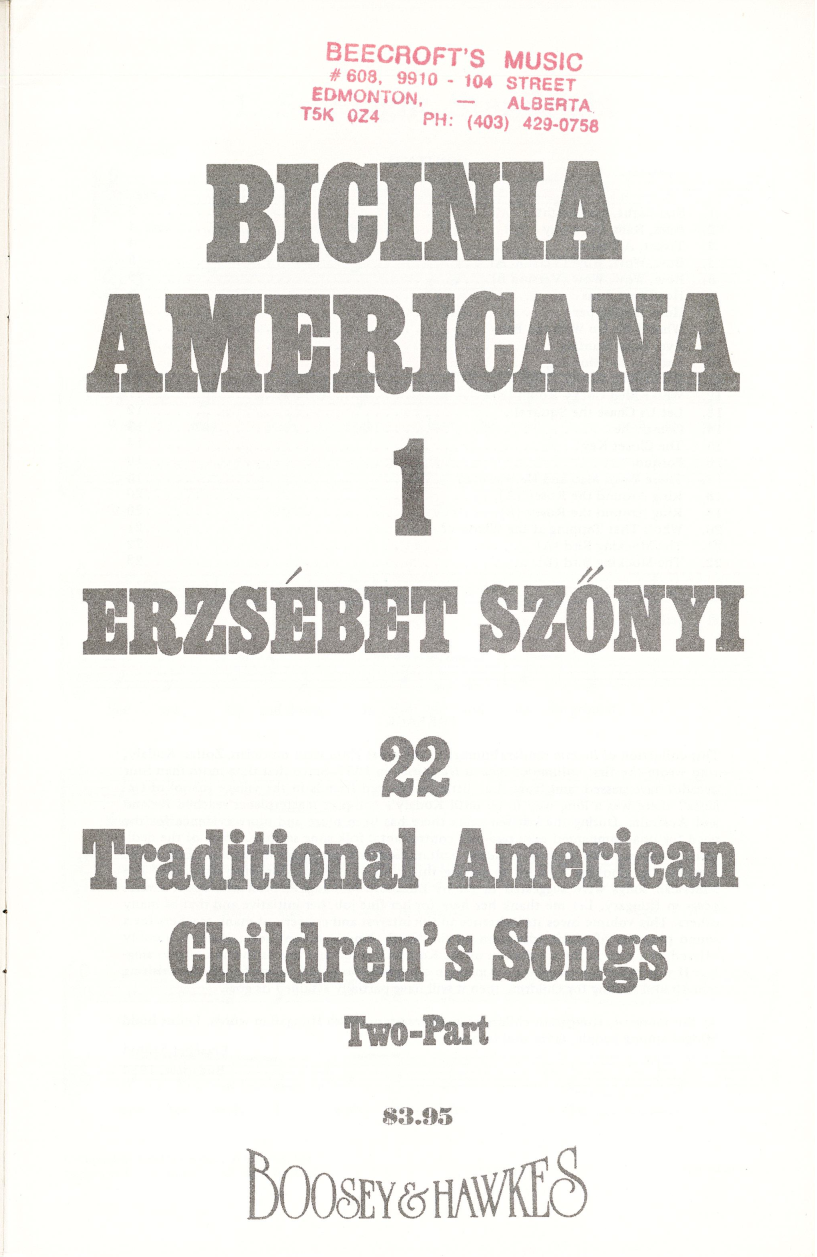 BEECROFT'S MUSIC
# 608, 9910 - 104 STREET
EDMONTON, — ALBERTA
T5K 0Z4 PH: (403) 429-0758
BICINIA
AMERICANA
1
ERZSÉBET SZŐNYI
22
Traditional American
Children's Songs
Two-Part
$3.95
BOOSEY & HAWKES